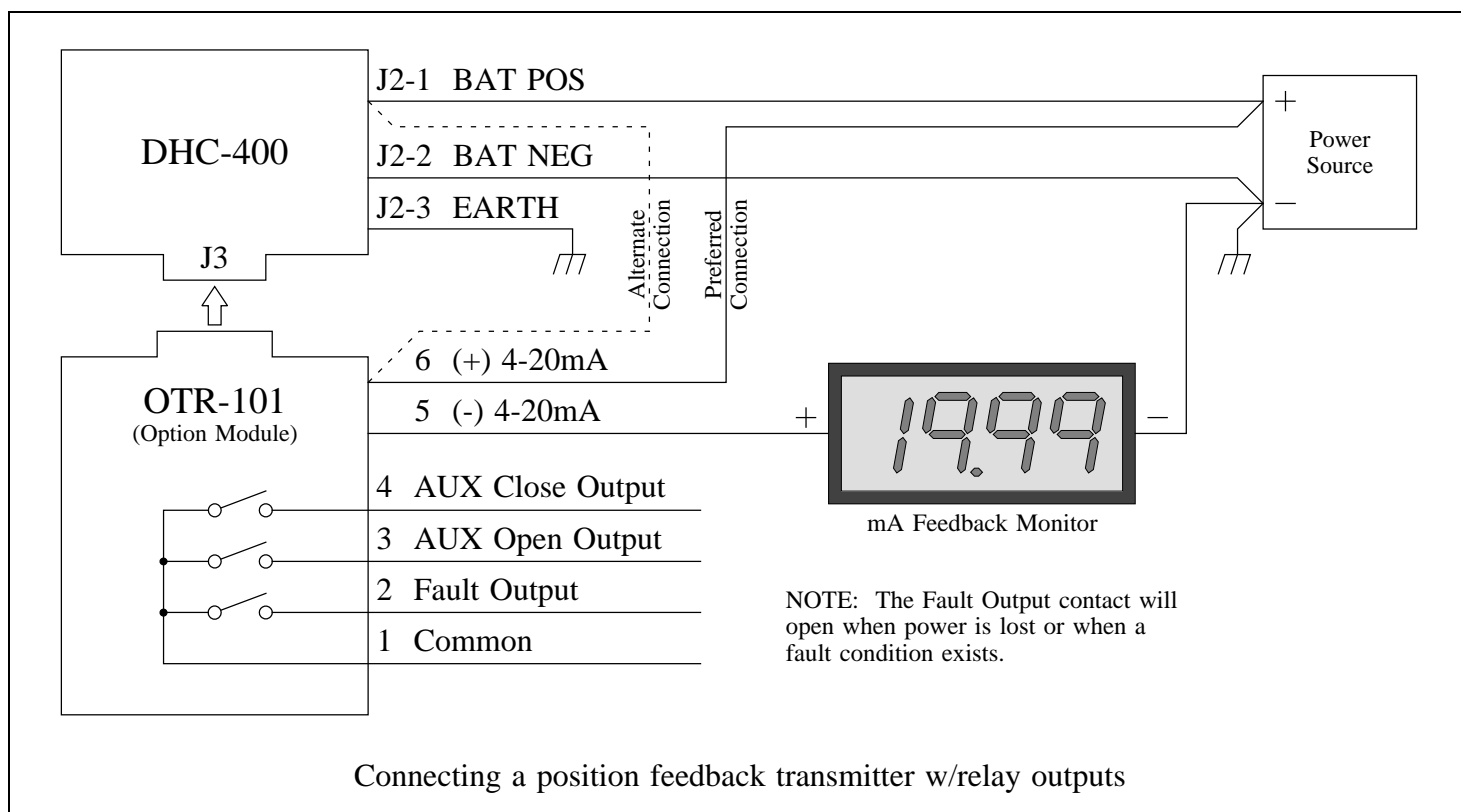 J2-1 BAT POS
DHC-400
J2-2 BAT NEG
J2-3 EARTH
J3
+
Power
Source
−
Alternate
Connection
Preferred
Connection
6 (+) 4-20mA
OTR-101
(Option Module)
5 (-) 4-20mA
+
19.99
−
mA Feedback Monitor
4 AUX Close Output
3 AUX Open Output
2 Fault Output
1 Common
NOTE: The Fault Output contact will
open when power is lost or when a
fault condition exists.
Connecting a position feedback transmitter w/relay outputs